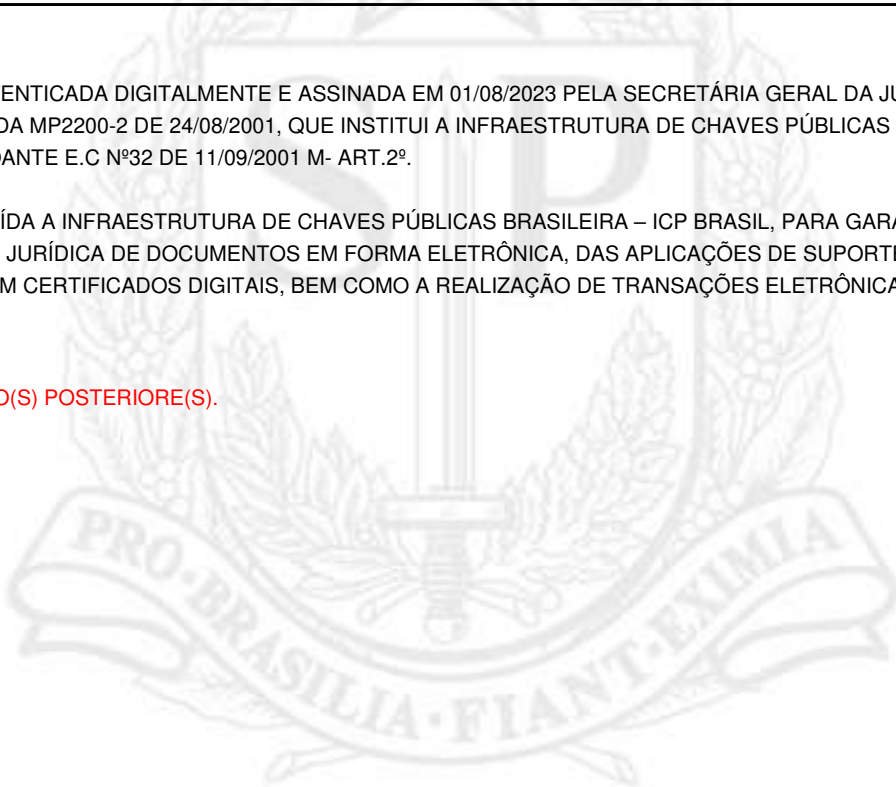 ENTICADA DIGITALMENTE E ASSINADA EM 01/08/2023 PELA SECRETÁRIA GERAL DA JU
DA MP2200-2 DE 24/08/2001, QUE INSTITUI A INFRAESTRUTURA DE CHAVES PÚBLICAS
DANTE E.C Nº32 DE 11/09/2001 M- ART.2º.
ÍDA A INFRAESTRUTURA DE CHAVES PÚBLICAS BRASILEIRA – ICP BRASIL, PARA GARA
JURÍDICA DE DOCUMENTOS EM FORMA ELETRÔNICA, DAS APLICAÇÕES DE SUPORTE
M CERTIFICADOS DIGITAIS, BEM COMO A REALIZAÇÃO DE TRANSAÇÕES ELETRÔNICA
O(S) POSTERIORE(S).
SP
PRO·BRASILIA·FIANT·EXIMIA